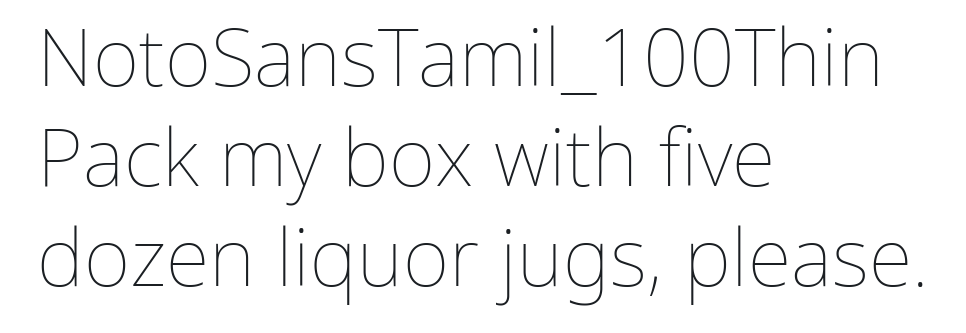 NotoSansTamil_100Thin
Pack my box with five
dozen liquor jugs, please.